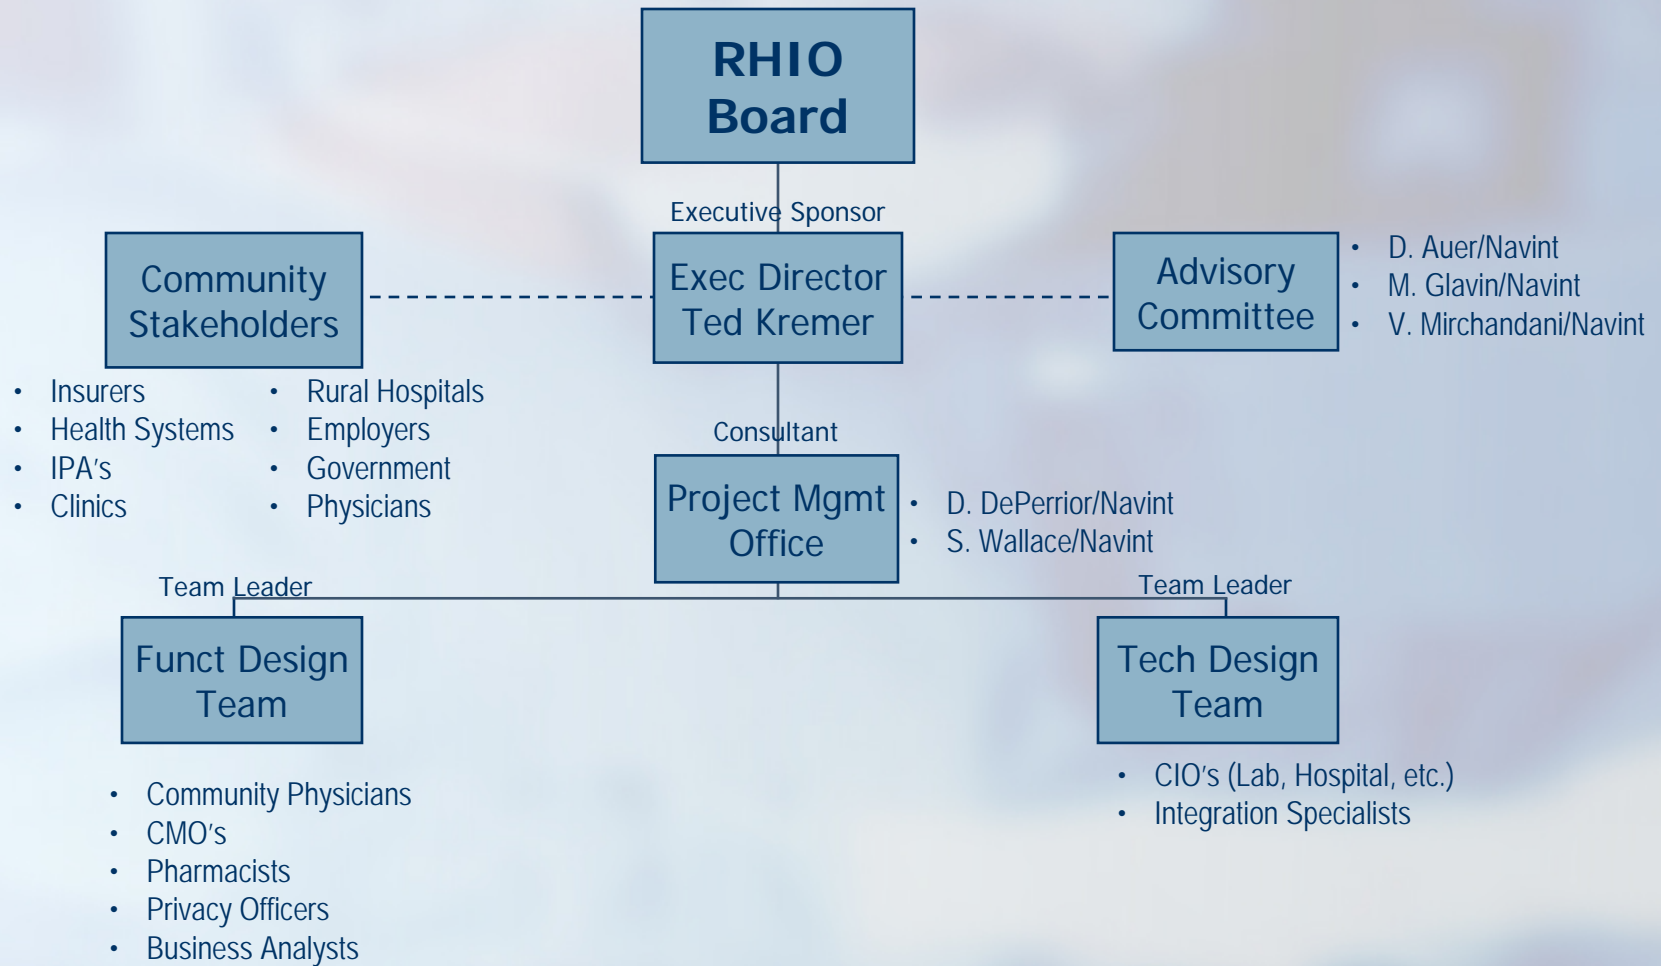 RHIO
Board
Executive Sponsor
Community
Stakeholders
Exec Director
Ted Kremer
Advisory
Committee
• D. Auer/Navint
• M. Glavin/Navint
• V. Mirchandani/Navint
• Insurers
• Health Systems
• IPA's
• Clinics
• Rural Hospitals
• Employers
• Government
• Physicians
Consultant
Project Mgmt
Office
• D. DePerrior/Navint
• S. Wallace/Navint
Team Leader
Funct Design
Team
• Community Physicians
• CMO's
• Pharmacists
• Privacy Officers
• Business Analysts
Team Leader
Tech Design
Team
• CIO's (Lab, Hospital, etc.)
• Integration Specialists